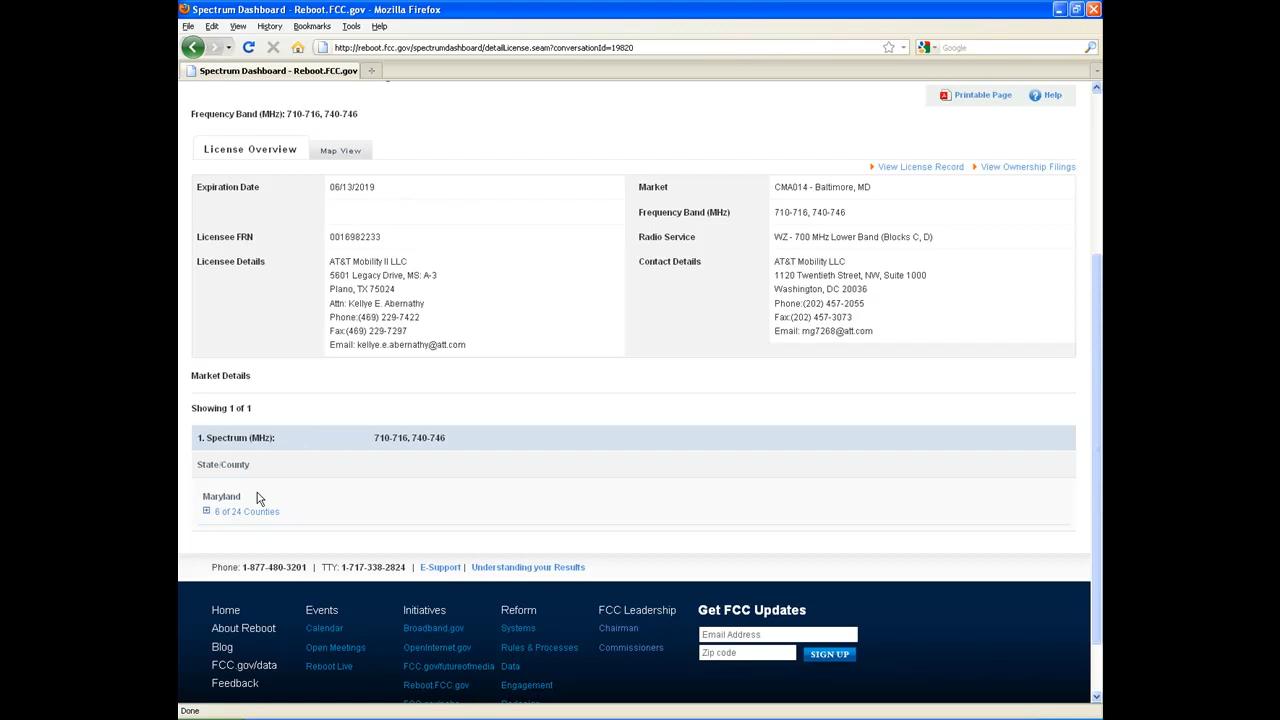 Spectrum Dashboard - Reboot.FCC.gov - Mozilla Firefox
File Edit View History Bookmarks Tools Help
http://reboot.fcc.gov/spectrumdashboard/detailLicense.seam?conversationId=19820
Google
Spectrum Dashboard - Reboot.FCC.gov
Printable Page Help
Frequency Band (MHz): 710-716, 740-746
License Overview Map View
View License Record View Ownership Filings
Expiration Date 06/13/2019 Market CMA014 - Baltimore, MD
Frequency Band (MHz) 710-716, 740-746
Licensee FRN 0016982233 Radio Service WZ - 700 MHz Lower Band (Blocks C, D)
Licensee Details AT&T Mobility II LLC Contact Details AT&T Mobility LLC
5601 Legacy Drive, MS: A-3 1120 Twentieth Street, NW, Suite 1000
Plano, TX 75024 Washington, DC 20036
Attn: Kellye E. Abernathy Phone:(202) 457-2055
Phone:(469) 229-7422 Fax:(202) 457-3073
Fax:(469) 229-7297 Email: mg7268@att.com
Email: kellye.e.abernathy@att.com
Market Details
Showing 1 of 1
1. Spectrum (MHz): 710-716, 740-746
State/County
Maryland
6 of 24 Counties
Phone: 1-877-480-3201 | TTY: 1-717-338-2824 | E-Support | Understanding your Results
Home Events Initiatives Reform FCC Leadership Get FCC Updates
About Reboot Calendar Broadband.gov Systems Chairman Email Address
Blog Open Meetings OpenInternet.gov Rules & Processes Commissioners Zip code SIGN UP
FCC.gov/data Reboot Live FCC.gov/futureofmedia Data
Feedback Reboot.FCC.gov Engagement
Done